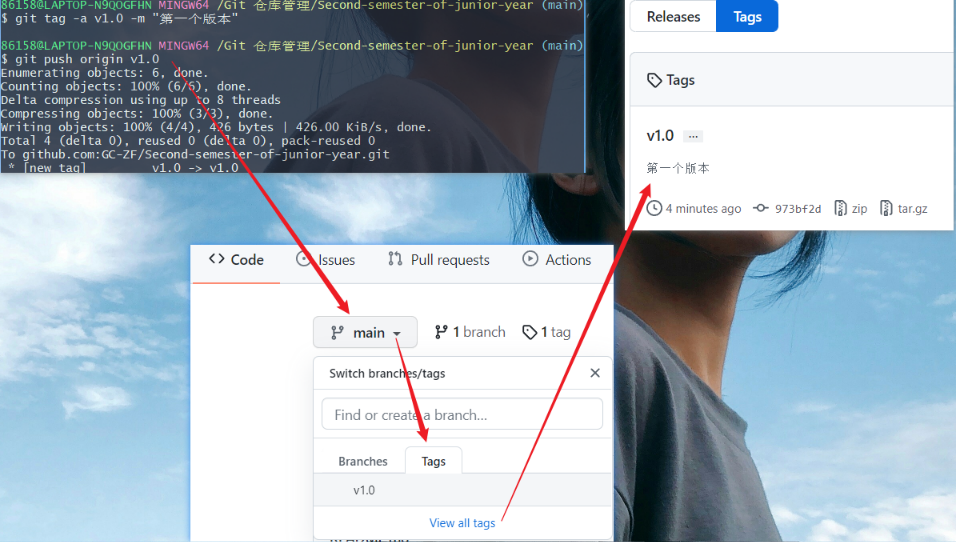 86158@LAPTOP-N9QOGFHN MINGW64 /Git 仓库管理/Second-semester-of-junior-year (main)
$ git tag -a v1.0 -m "第一个版本"
86158@LAPTOP-N9QOGFHN MINGW64 /Git 仓库管理/Second-semester-of-junior-year (main)
$ git push origin v1.0
Enumerating objects: 6, done.
Counting objects: 100% (6/6), done.
Delta compression using up to 8 threads
Compressing objects: 100% (3/3), done.
Writing objects: 100% (4/4), 426 bytes | 426.00 KiB/s, done.
Total 4 (delta 0), reused 0 (delta 0), pack-reused 0
To github.com:GC-ZF/Second-semester-of-junior-year.git
* [new tag] v1.0 -> v1.0
Releases Tags
Tags
v1.0 ...
第一个版本
4 minutes ago 973bf2d zip tar.gz
<> Code Issues Pull requests Actions
main 1 branch 1 tag
Switch branches/tags
Find or create a branch...
Branches Tags
v1.0
View all tags